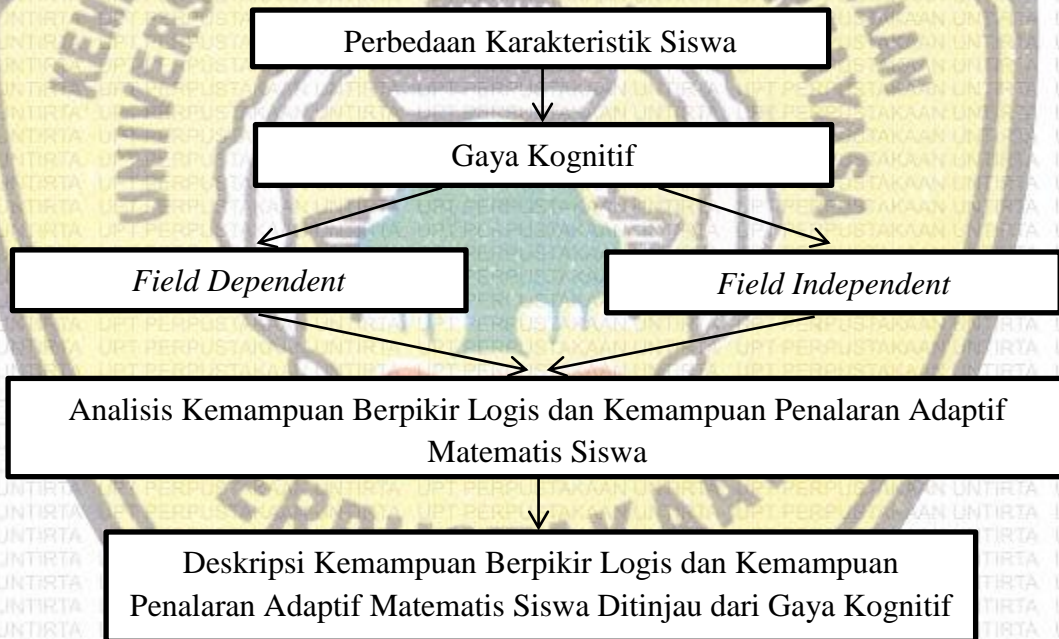 Perbedaan Karakteristik Siswa
Gaya Kognitif
Field Dependent
Field Independent
Analisis Kemampuan Berpikir Logis dan Kemampuan Penalaran Adaptif
Matematis Siswa
Deskripsi Kemampuan Berpikir Logis dan Kemampuan
Penalaran Adaptif Matematis Siswa Ditinjau dari Gaya Kognitif